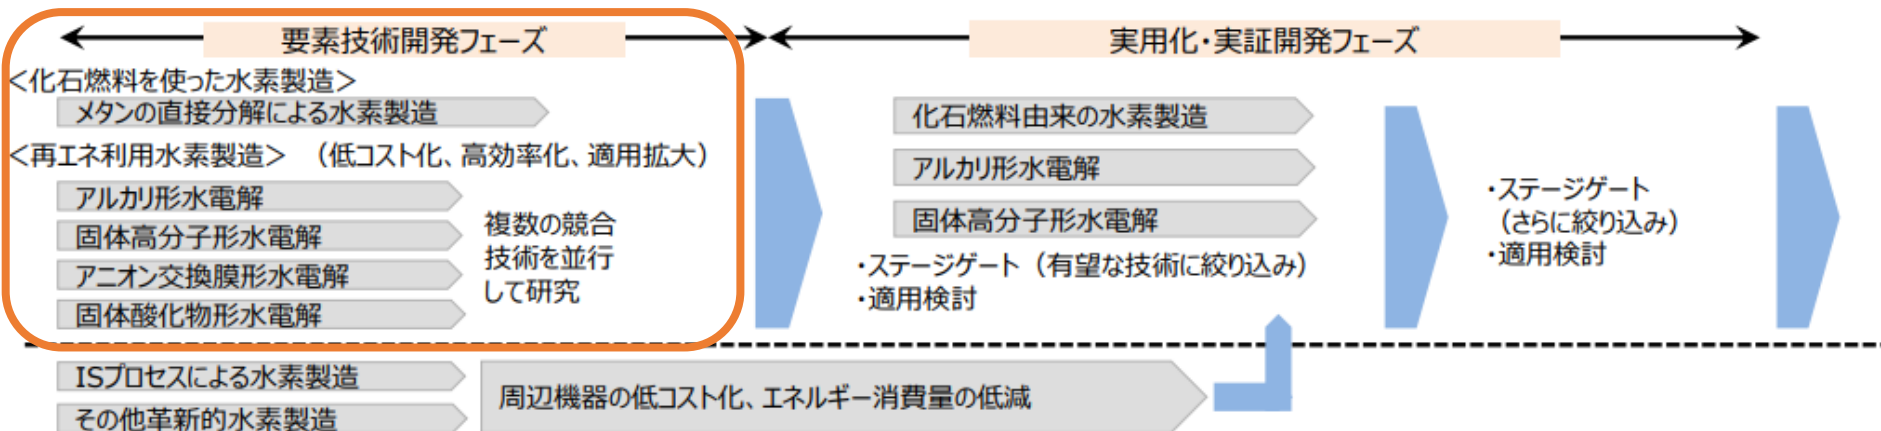 要素技術開発フェーズ
実用化・実証開発フェーズ
<化石燃料を使った水素製造>
メタンの直接分解による水素製造
<再エネ利用水素製造> （低コスト化、高効率化、適用拡大）
アルカリ形水電解
固体高分子形水電解
アニオン交換膜形水電解
固体酸化物形水電解
複数の競合
技術を並行
して研究
化石燃料由来の水素製造
アルカリ形水電解
固体高分子形水電解
・ステージゲート（有望な技術に絞り込み）
・適用検討
・ステージゲート
（さらに絞り込み）
・適用検討
ISプロセスによる水素製造
その他革新的水素製造
周辺機器の低コスト化、エネルギー消費量の低減